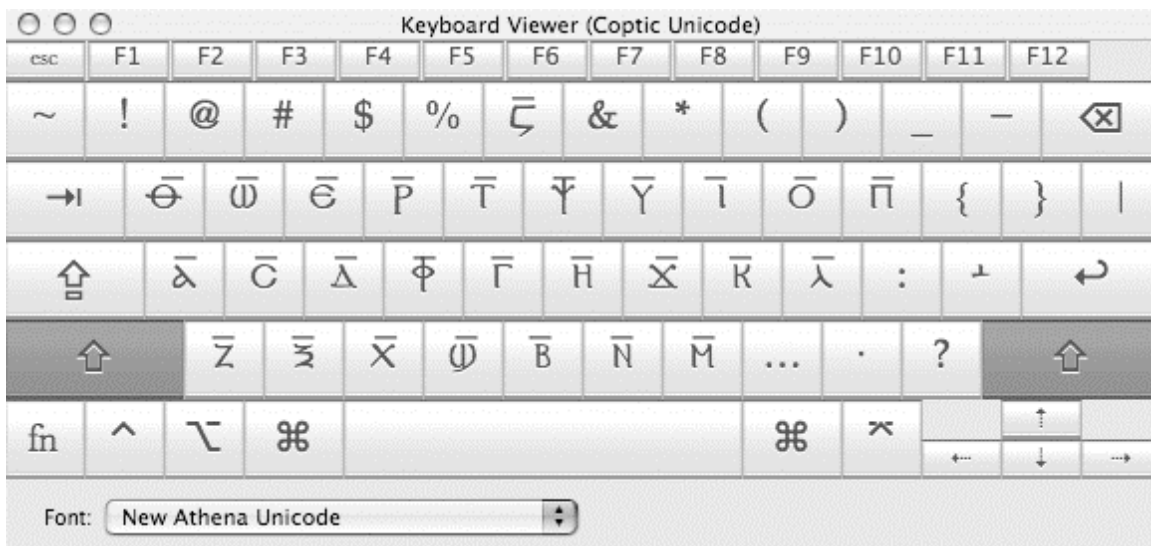 Keyboard Viewer (Coptic Unicode)
esc F1 F2 F3 F4 F5 F6 F7 F8 F9 F10 F11 F12
~ ! @ # $ % ⲋ̅ & * ( ) _ –
ⲑ̅ ⲱ̅ ⲉ̅ ⲣ̅ ⲧ̅ ⲯ̅ ⲩ̅ ⲓ̅ ⲟ̅ ⲡ̅ { } |
ⲁ̅ ⲥ̅ ⲇ̅ ⲫ̅ ⲅ̅ ⲏ̅ ϫ̅ ⲕ̅ ⲗ̅ :
ⲍ̅ ⲝ̅ ⲭ̅ ϣ̅ ⲃ̅ ⲛ̅ ⲙ̅ … · ?
fn ⌃ ⌥ ⌘ ⌘ ⌤
Font: New Athena Unicode